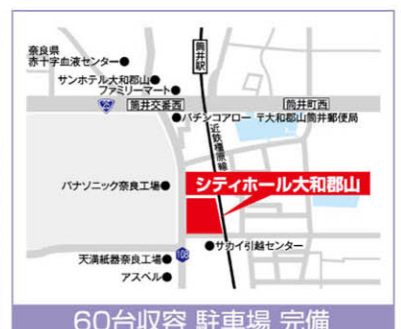 奈良県
赤十字血液センター
筒井駅
サンホテル大和郡山
ファミリーマート
25
筒井交番西
筒井町西
パチンコアロー
〒大和郡山筒井郵便局
近鉄橿原線
パナソニック奈良工場
シティホール大和郡山
サカイ引越センター
天満紙器奈良工場
108
アスベル
60台収容 駐車場 完備